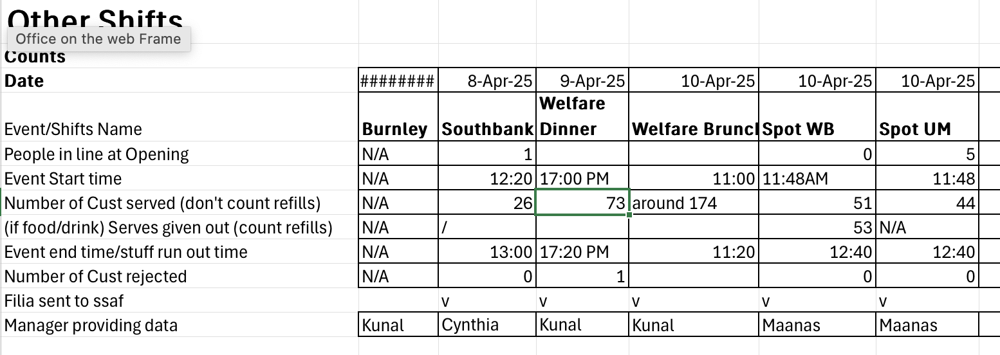 Other Shifts
Office on the web Frame
Counts
Date ######## 8-Apr-25 9-Apr-25 10-Apr-25 10-Apr-25 10-Apr-25
Welfare
Event/Shifts Name Burnley Southbank Dinner Welfare Brunch Spot WB Spot UM
People in line at Opening N/A 1 0 5
Event Start time N/A 12:20 17:00 PM 11:00 11:48AM 11:48
Number of Cust served (don't count refills) N/A 26 73 around 174 51 44
(if food/drink) Serves given out (count refills) N/A / 53 N/A
Event end time/stuff run out time N/A 13:00 17:20 PM 11:20 12:40 12:40
Number of Cust rejected N/A 0 1 0 0
Filia sent to ssaf v v v v v
Manager providing data Kunal Cynthia Kunal Kunal Maanas Maanas